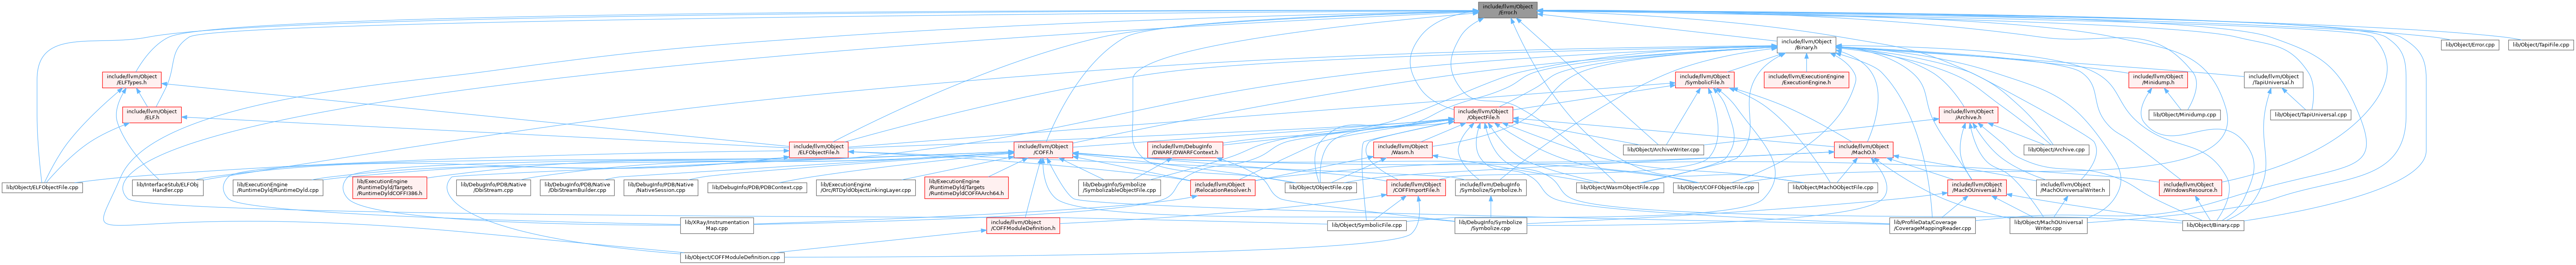 include/llvm/Object
/Error.h
include/llvm/Object
/Binary.h
lib/Object/Error.cpp
lib/Object/TapiFile.cpp
include/llvm/Object
/ELFTypes.h
include/llvm/Object
/SymbolicFile.h
include/llvm/ExecutionEngine
/ExecutionEngine.h
include/llvm/Object
/Minidump.h
include/llvm/Object
/TapiUniversal.h
include/llvm/Object
/ELF.h
include/llvm/Object
/ObjectFile.h
include/llvm/Object
/Archive.h
lib/Object/Minidump.cpp
lib/Object/TapiUniversal.cpp
include/llvm/Object
/ELFObjectFile.h
include/llvm/Object
/COFF.h
include/llvm/DebugInfo
/DWARF/DWARFContext.h
include/llvm/Object
/Wasm.h
lib/Object/ArchiveWriter.cpp
include/llvm/Object
/MachO.h
lib/Object/Archive.cpp
lib/Object/ELFObjectFile.cpp
lib/InterfaceStub/ELFObj
Handler.cpp
lib/ExecutionEngine
/RuntimeDyld/RuntimeDyld.cpp
lib/ExecutionEngine
/RuntimeDyld/Targets
/RuntimeDyldCOFFI386.h
lib/DebugInfo/PDB/Native
/DbiStream.cpp
lib/DebugInfo/PDB/Native
/DbiStreamBuilder.cpp
lib/DebugInfo/PDB/Native
/NativeSession.cpp
lib/DebugInfo/PDB/PDBContext.cpp
lib/ExecutionEngine
/Orc/RTDyldObjectLinkingLayer.cpp
lib/ExecutionEngine
/RuntimeDyld/Targets
/RuntimeDyldCOFFAArch64.h
lib/DebugInfo/Symbolize
/SymbolizableObjectFile.cpp
include/llvm/Object
/RelocationResolver.h
lib/Object/ObjectFile.cpp
include/llvm/Object
/COFFImportFile.h
include/llvm/DebugInfo
/Symbolize/Symbolize.h
lib/Object/WasmObjectFile.cpp
lib/Object/COFFObjectFile.cpp
lib/Object/MachOObjectFile.cpp
include/llvm/Object
/MachOUniversal.h
include/llvm/Object
/MachOUniversalWriter.h
include/llvm/Object
/WindowsResource.h
lib/XRay/Instrumentation
Map.cpp
include/llvm/Object
/COFFModuleDefinition.h
lib/Object/SymbolicFile.cpp
lib/DebugInfo/Symbolize
/Symbolize.cpp
lib/ProfileData/Coverage
/CoverageMappingReader.cpp
lib/Object/MachOUniversal
Writer.cpp
lib/Object/Binary.cpp
lib/Object/COFFModuleDefinition.cpp